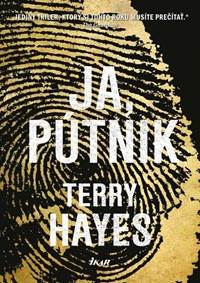 „JEDINÝ TRILER, KTORÝ SI TOHTO ROKU MUSÍTE PREČÍTAŤ.“
JA,
PÚTNIK
TERRY
HAYES
IKAR